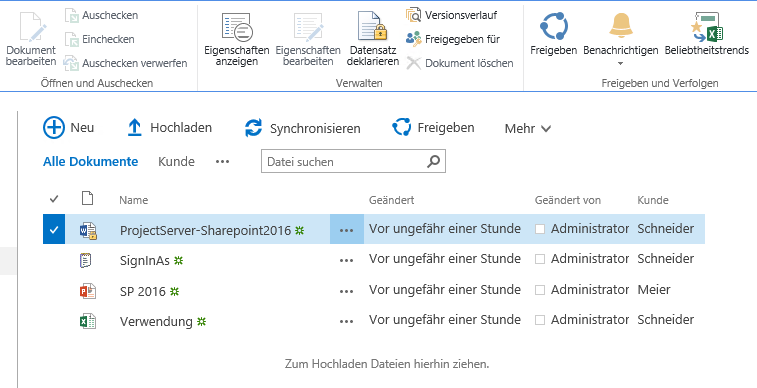 Dokument bearbeiten
Auschecken
Einchecken
Auschecken verwerfen
Öffnen und Auschecken
Eigenschaften anzeigen
Eigenschaften bearbeiten
Datensatz deklarieren
Versionsverlauf
Freigegeben für
Dokument löschen
Verwalten
Freigeben
Benachrichtigen
Beliebtheitstrends
Freigeben und Verfolgen
Neu Hochladen Synchronisieren Freigeben Mehr
Alle Dokumente Kunde ••• Datei suchen
Name Geändert Geändert von Kunde
ProjectServer-Sharepoint2016 ••• Vor ungefähr einer Stunde Administrator Schneider
SignInAs ••• Vor ungefähr einer Stunde Administrator Schneider
SP 2016 ••• Vor ungefähr einer Stunde Administrator Meier
Verwendung ••• Vor ungefähr einer Stunde Administrator Schneider
Zum Hochladen Dateien hierhin ziehen.